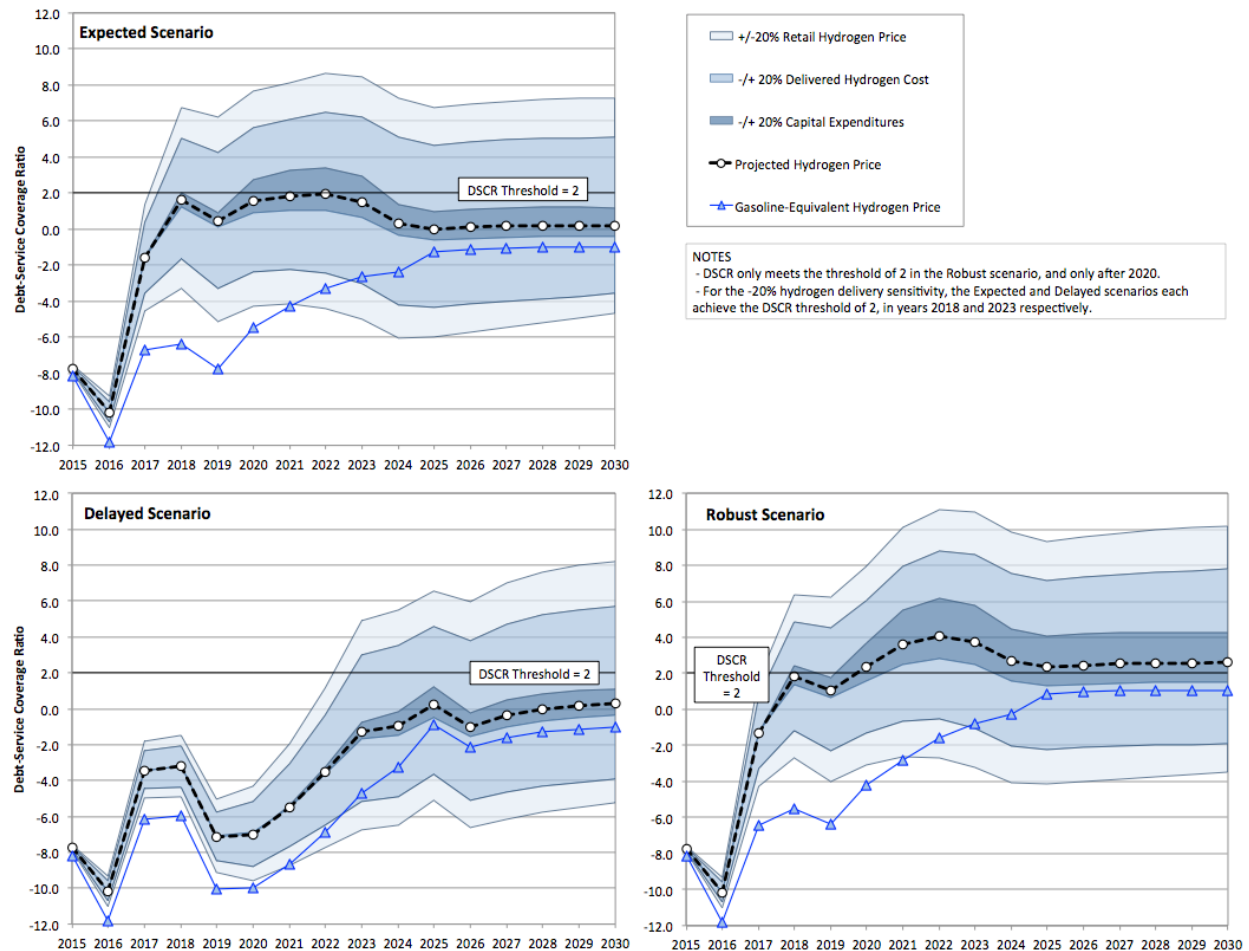 Expected Scenario
Debt-Service Coverage Ratio
12.0
10.0
8.0
6.0
4.0
2.0
0.0
-2.0
-4.0
-6.0
-8.0
-10.0
-12.0
DSCR Threshold = 2
2015 2016 2017 2018 2019 2020 2021 2022 2023 2024 2025 2026 2027 2028 2029 2030
+/-20% Retail Hydrogen Price
-/+ 20% Delivered Hydrogen Cost
-/+ 20% Capital Expenditures
Projected Hydrogen Price
Gasoline-Equivalent Hydrogen Price
NOTES
- DSCR only meets the threshold of 2 in the Robust scenario, and only after 2020.
- For the -20% hydrogen delivery sensitivity, the Expected and Delayed scenarios each
achieve the DSCR threshold of 2, in years 2018 and 2023 respectively.
Delayed Scenario
Debt-Service Coverage Ratio
12.0
10.0
8.0
6.0
4.0
2.0
0.0
-2.0
-4.0
-6.0
-8.0
-10.0
-12.0
DSCR Threshold = 2
2015 2016 2017 2018 2019 2020 2021 2022 2023 2024 2025 2026 2027 2028 2029 2030
Robust Scenario
12.0
10.0
8.0
6.0
4.0
2.0
0.0
-2.0
-4.0
-6.0
-8.0
-10.0
-12.0
DSCR
Threshold
= 2
2015 2016 2017 2018 2019 2020 2021 2022 2023 2024 2025 2026 2027 2028 2029 2030